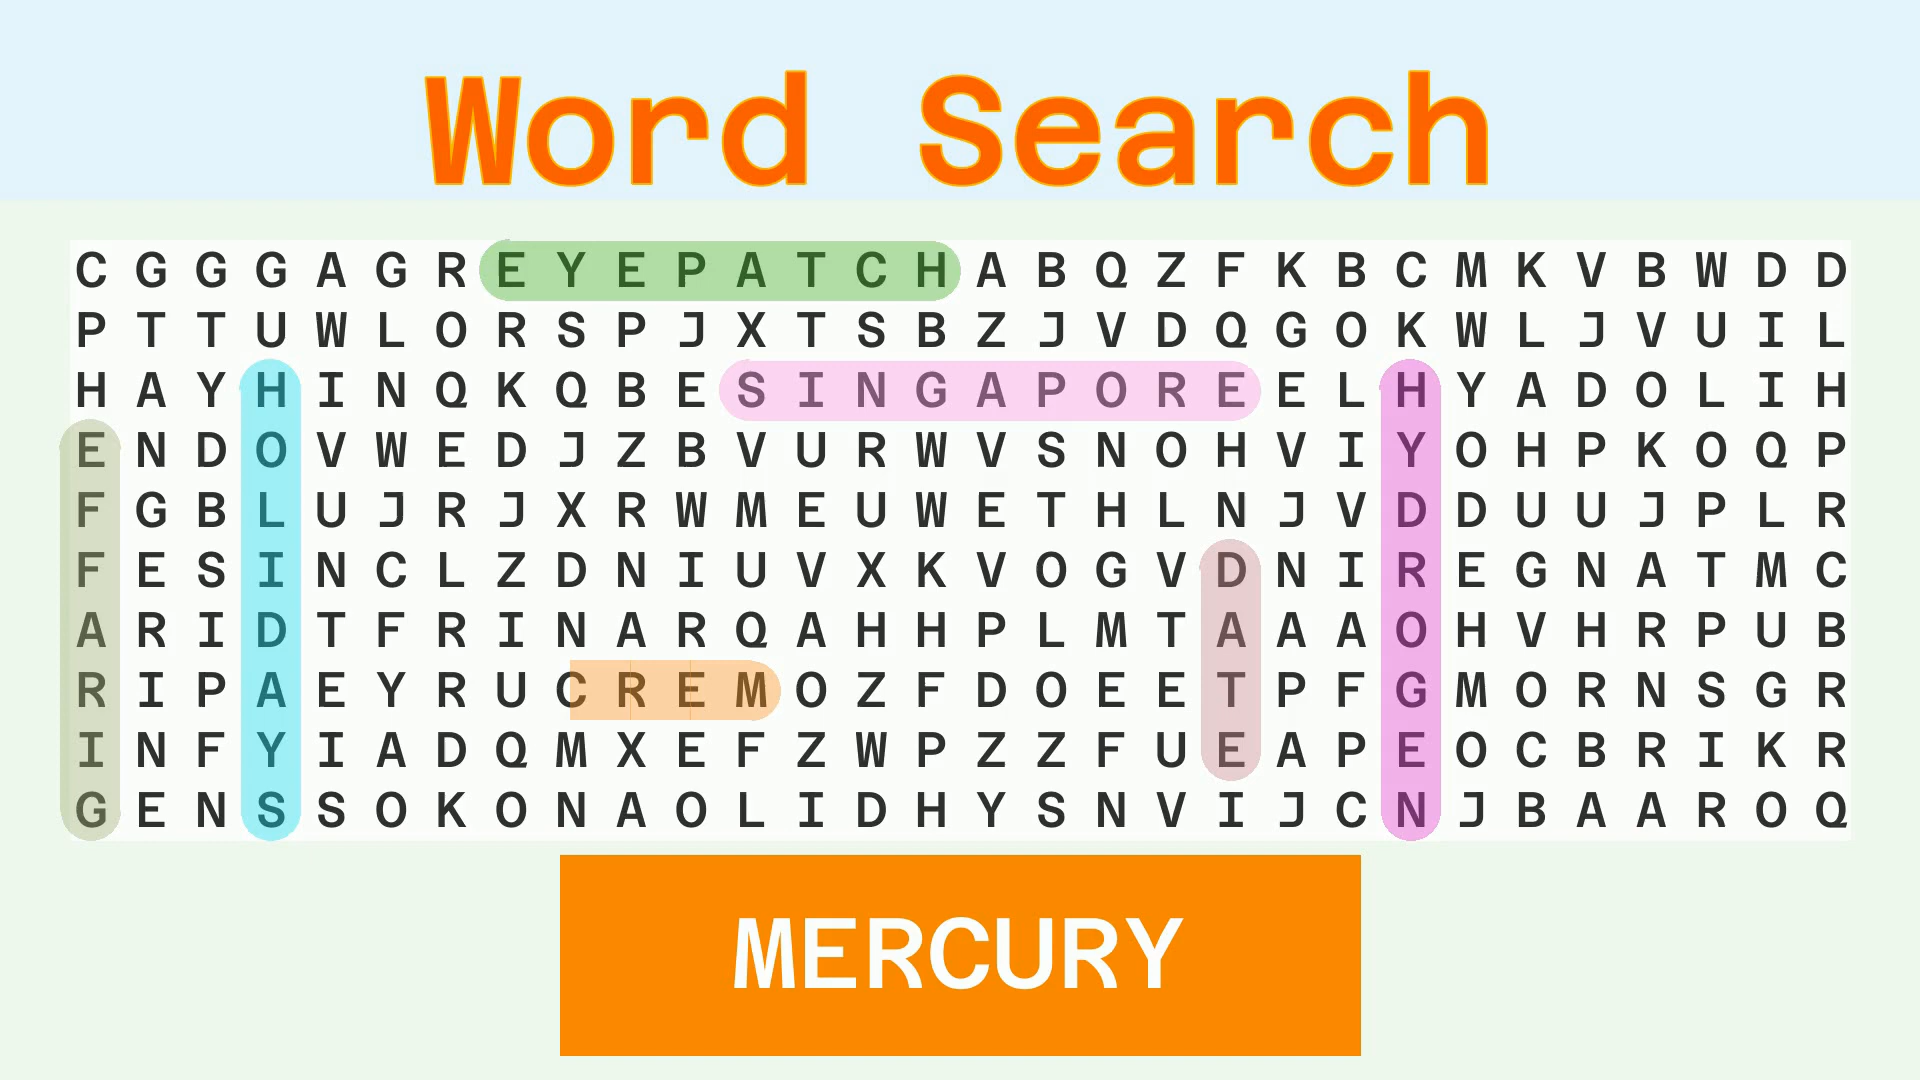 Word Search
C G G G A G R E Y E P A T C H A B Q Z F K B C M K V B W D D
P T T U W L O R S P J X T S B Z J V D Q G O K W L J V U I L
H A Y H I N Q K Q B E S I N G A P O R E E L H Y A D O L I H
E N D O V W E D J Z B V U R W V S N O H V I Y O H P K O Q P
F G B L U J R J X R W M E U W E T H L N J V D D U U J P L R
F E S I N C L Z D N I U V X K V O G V D N I R E G N A T M C
A R I D T F R I N A R Q A H H P L M T A A A O H V H R P U B
R I P A E Y R U C R E M O Z F D O E E T P F G M O R N S G R
I N F Y I A D Q M X E F Z W P Z Z F U E A P E O C B R I K R
G E N S S O K O N A O L I D H Y S N V I J C N J B A A R O Q
MERCURY